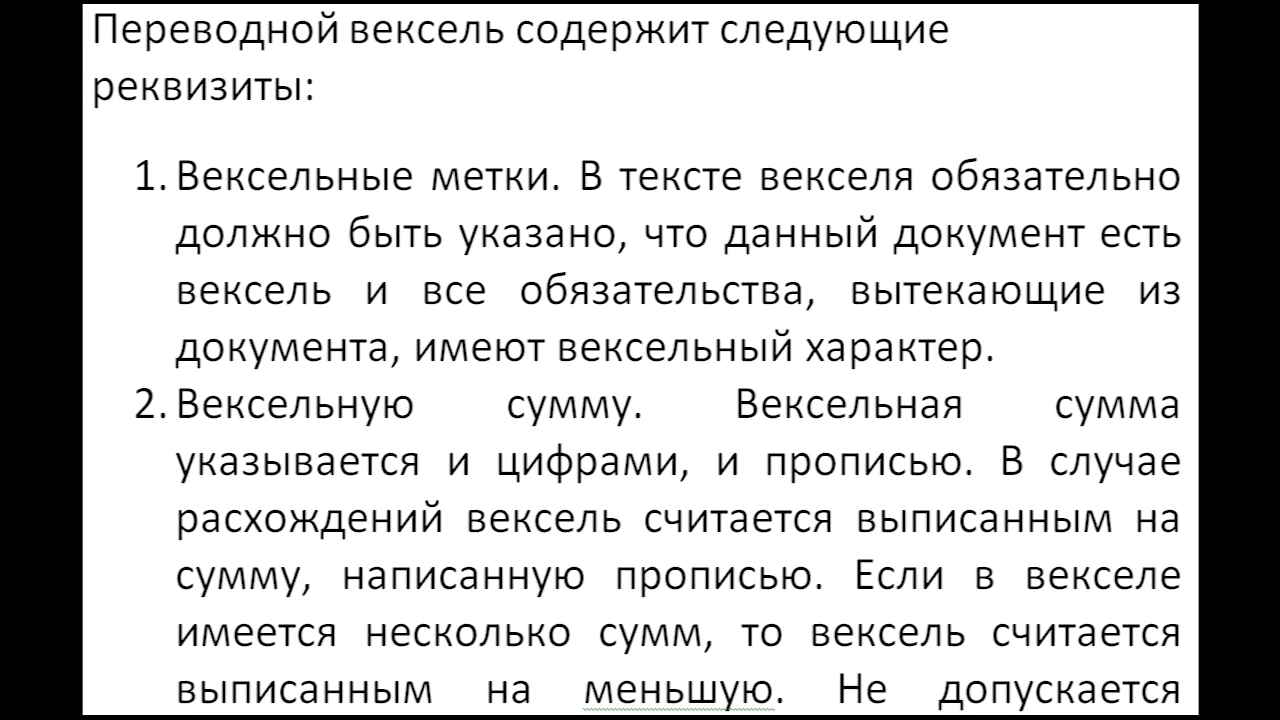 Переводной вексель содержит следующие
реквизиты:
1. Вексельные метки. В тексте векселя обязательно
должно быть указано, что данный документ есть
вексель и все обязательства, вытекающие из
документа, имеют вексельный характер.
2. Вексельную сумму. Вексельная сумма
указывается и цифрами, и прописью. В случае
расхождений вексель считается выписанным на
сумму, написанную прописью. Если в векселе
имеется несколько сумм, то вексель считается
выписанным на меньшую. Не допускается